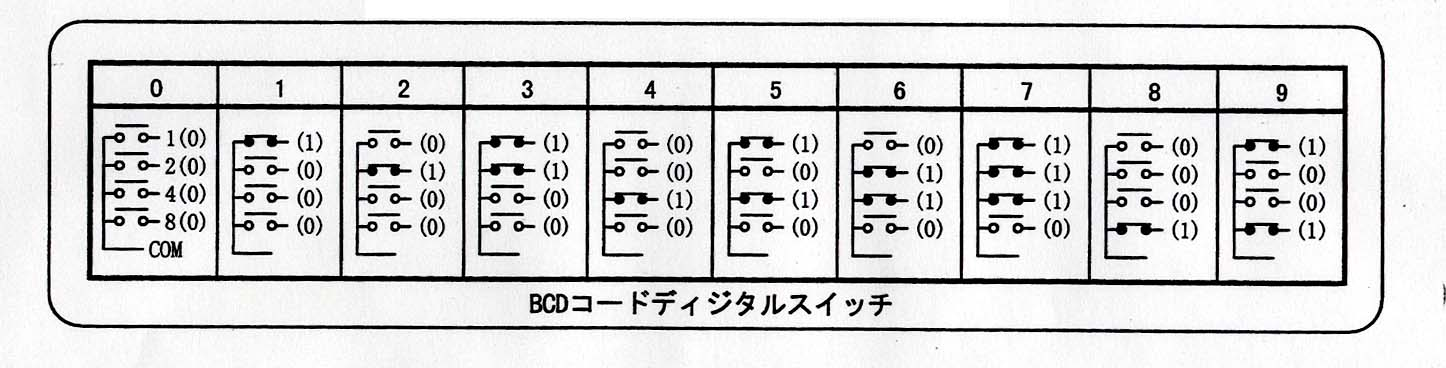 0 1 2 3 4 5 6 7 8 9
1(0) (1) (0) (1) (0) (1) (0) (1) (0) (1)
2(0) (0) (1) (1) (0) (0) (1) (1) (0) (0)
4(0) (0) (0) (0) (1) (1) (1) (1) (0) (0)
8(0) (0) (0) (0) (0) (0) (0) (0) (1) (1)
COM
BCDコードディジタルスイッチ